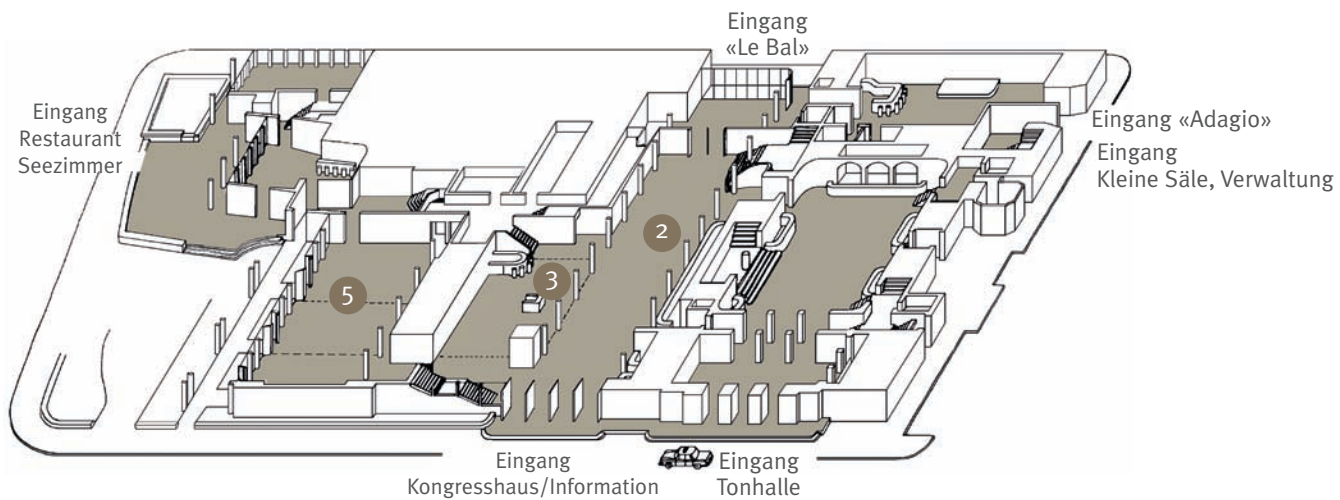 Eingang
«Le Bal»
Eingang
Restaurant
Seezimmer
Eingang «Adagio»
Eingang
Kleine Säle, Verwaltung
2
3
5
Eingang
Kongresshaus/Information
Eingang
Tonhalle